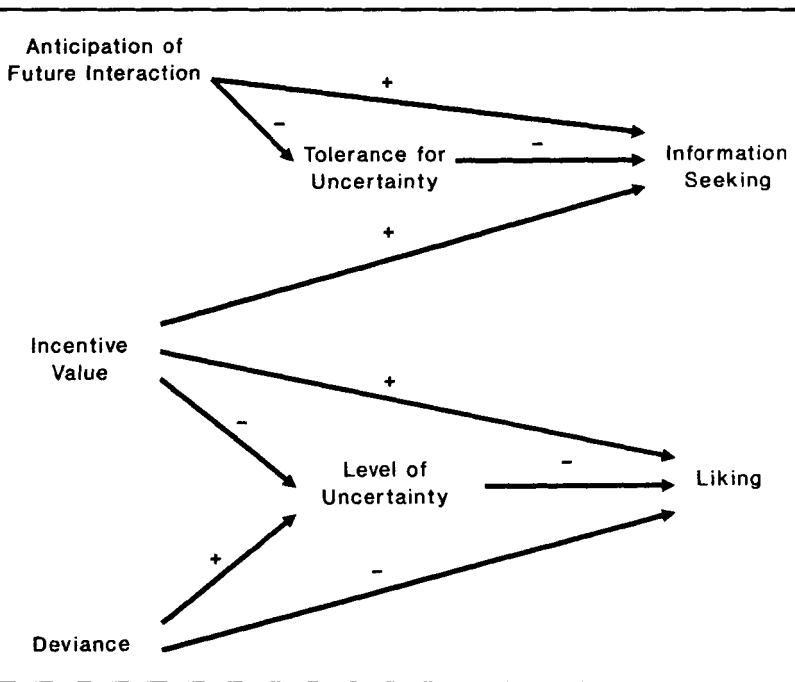 Anticipation of
Future Interaction
+
–
Tolerance for
Uncertainty
–
Information
Seeking
+
Incentive
Value
+
–
Level of
Uncertainty
–
Liking
+
–
Deviance